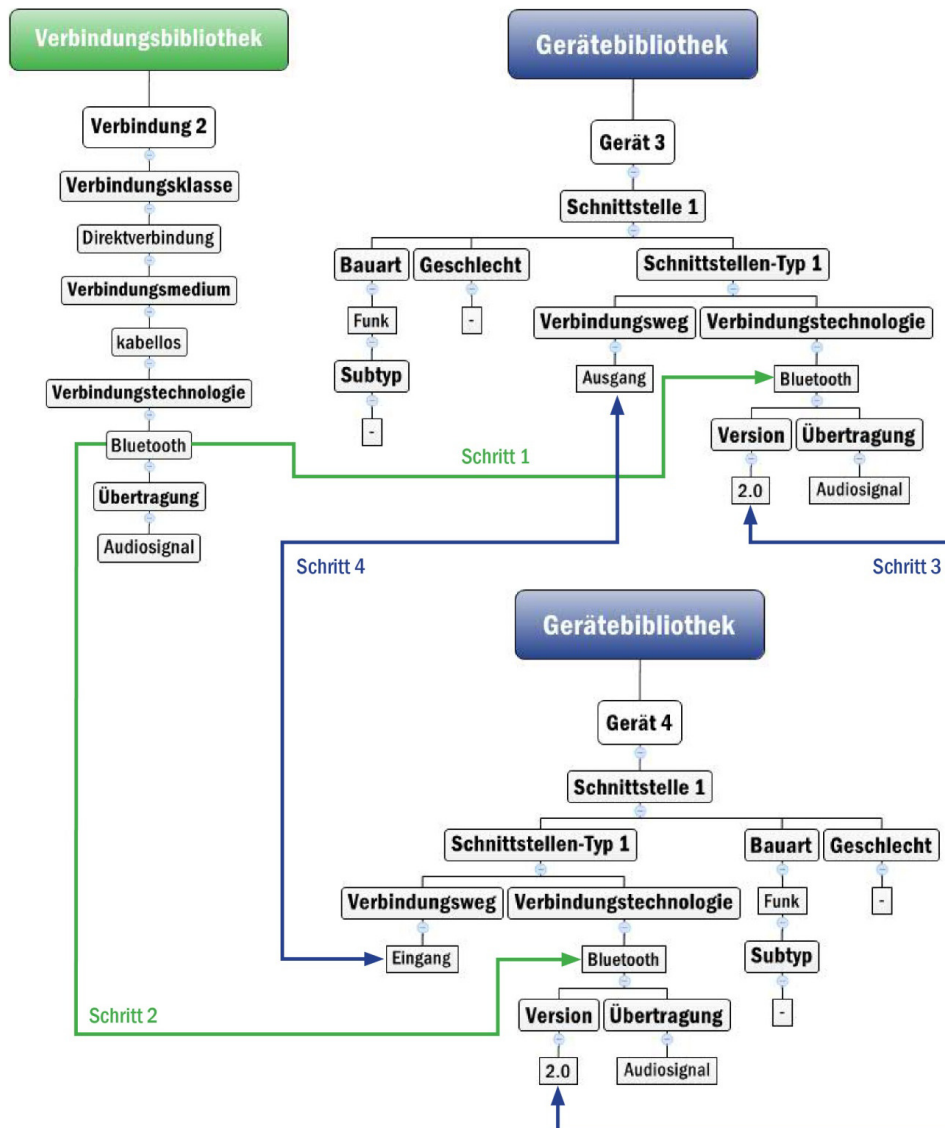 Verbindungsbibliothek
Verbindung 2
Verbindungsklasse
Direktverbindung
Verbindungsmedium
kabellos
Verbindungstechnologie
Bluetooth
Übertragung
Audiosignal
Gerätebibliothek
Gerät 3
Schnittstelle 1
Bauart Geschlecht Schnittstellen-Typ 1
Funk - Verbindungsweg Verbindungstechnologie
Subtyp Ausgang Bluetooth
- Version Übertragung
2.0 Audiosignal
Schritt 1
Schritt 4
Schritt 3
Gerätebibliothek
Gerät 4
Schnittstelle 1
Schnittstellen-Typ 1 Bauart Geschlecht
Verbindungsweg Verbindungstechnologie Funk -
Eingang Bluetooth Subtyp
Version Übertragung -
2.0 Audiosignal
Schritt 2